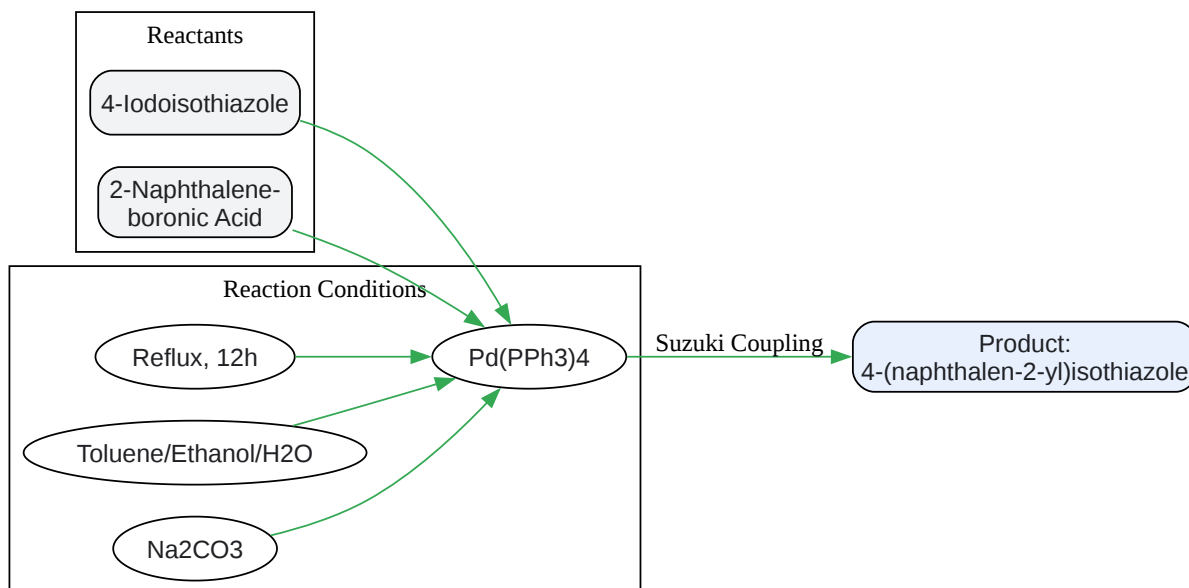 Reactants
4-Iodoisothiazole
2-Naphthalene-
boronic Acid
Reaction Conditions
Reflux, 12h
Pd(PPh3)4
Suzuki Coupling
Product:
4-(naphthalen-2-yl)isothiazole
Toluene/Ethanol/H2O
Na2CO3